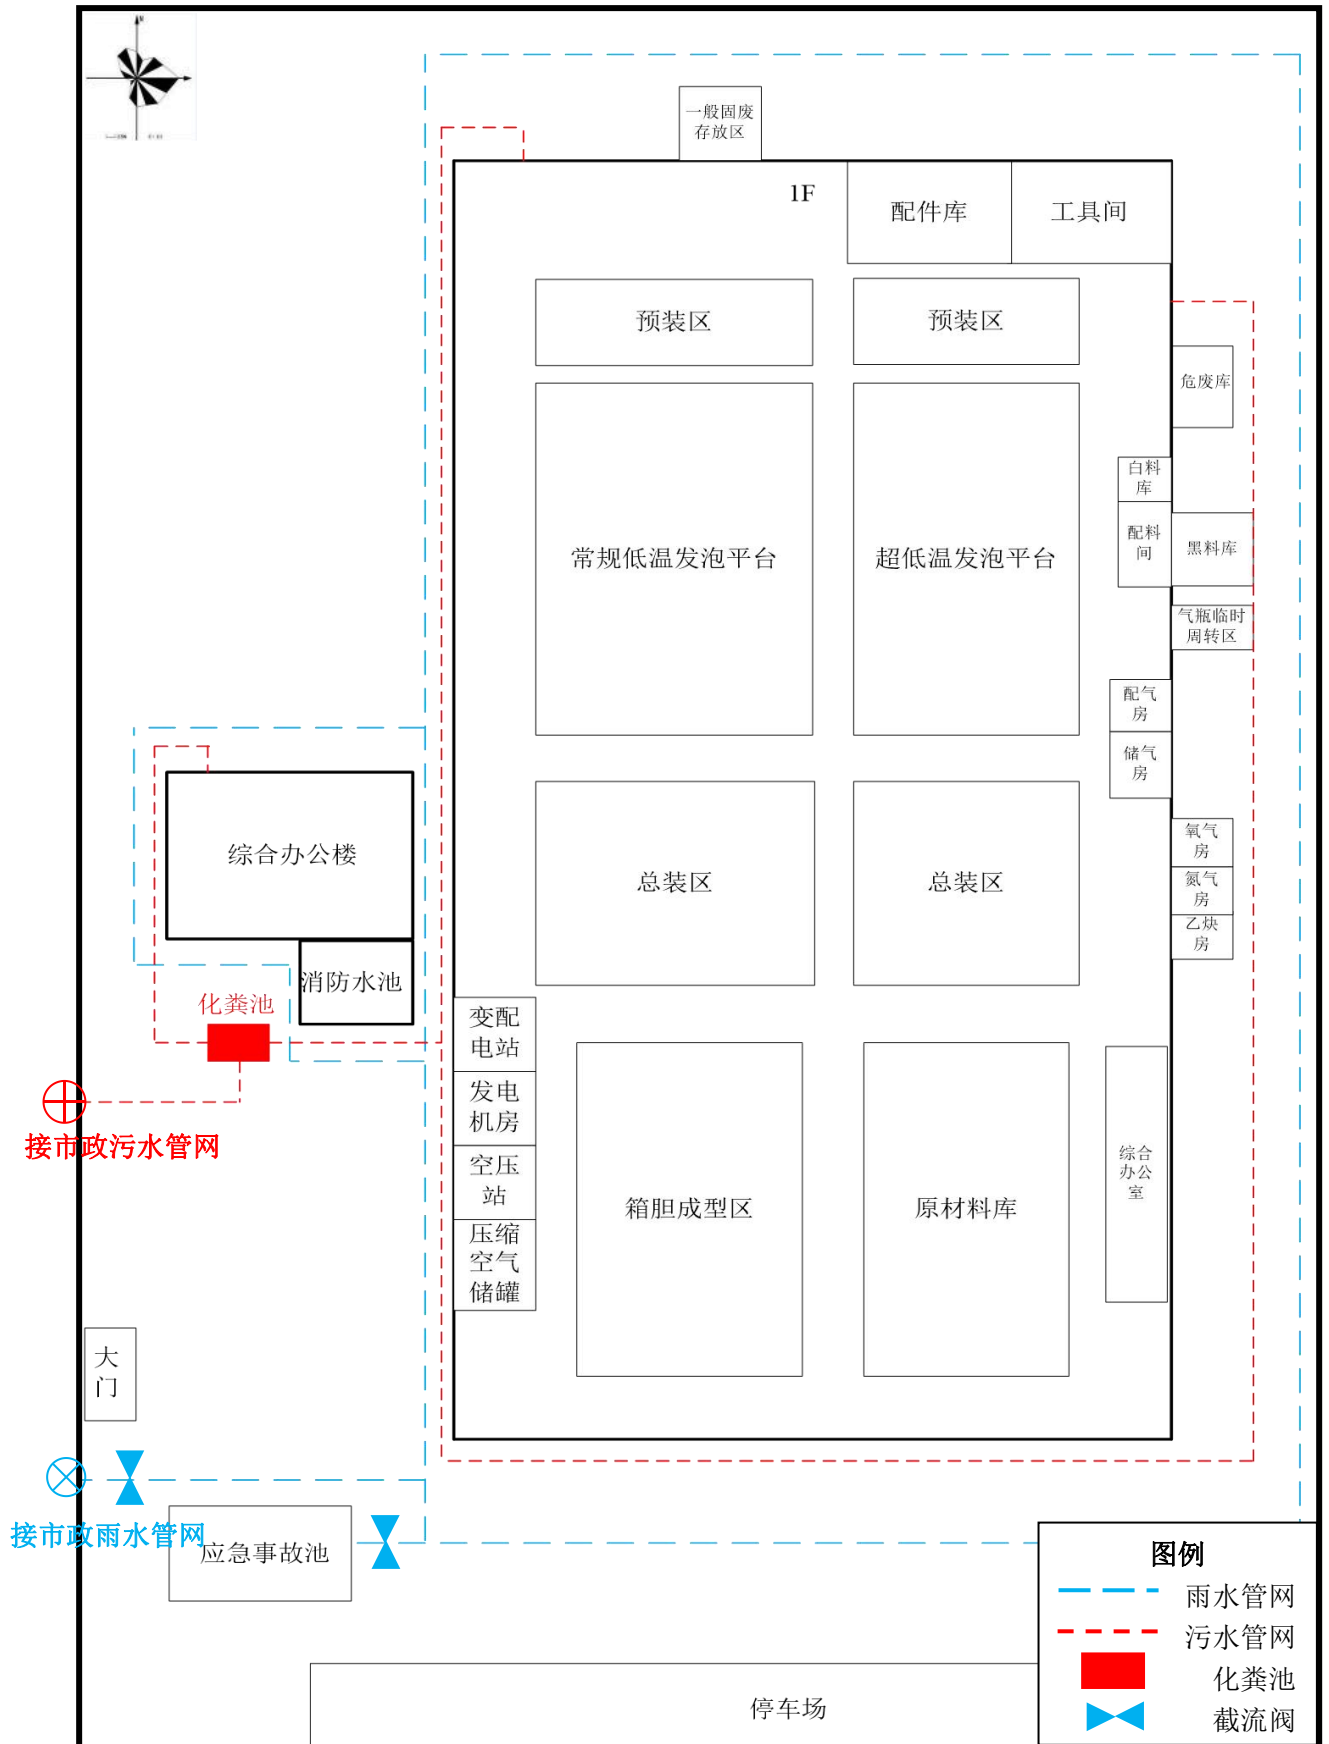 N
一般固废
存放区
1F
配件库
工具间
预装区
预装区
危废库
白料
库
配料
间
黑料库
常规低温发泡平台
超低温发泡平台
气瓶临时
周转区
配气
房
储气
房
氧气
房
氮气
房
乙炔
房
综合办公楼
总装区
总装区
消防水池
化粪池
变配
电站
发电
机房
空压
站
压缩
空气
储罐
接市政污水管网
箱胆成型区
原材料库
综合
办公
室
大
门
接市政雨水管网
应急事故池
停车场
图例
雨水管网
污水管网
化粪池
截流阀